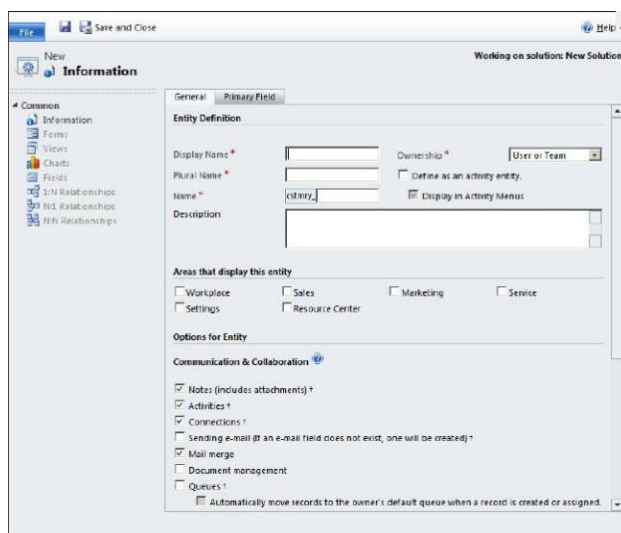 File Save and Close Help
New
Information
Working on solution: New Solution
Common
Information
Forms
Views
Charts
Fields
1:N Relationships
N:1 Relationships
N:N Relationships
General Primary Field
Entity Definition
Display Name * Ownership * User or Team
Plural Name * Define as an activity entity.
Name * cstmry_ Display in Activity Menus
Description
Areas that display this entity
Workplace Sales Marketing Service
Settings Resource Center
Options for Entity
Communication & Collaboration
Notes (includes attachments) †
Activities †
Connections †
Sending e-mail (If an e-mail field does not exist, one will be created) †
Mail merge
Document management
Queues †
Automatically move records to the owner's default queue when a record is created or assigned.